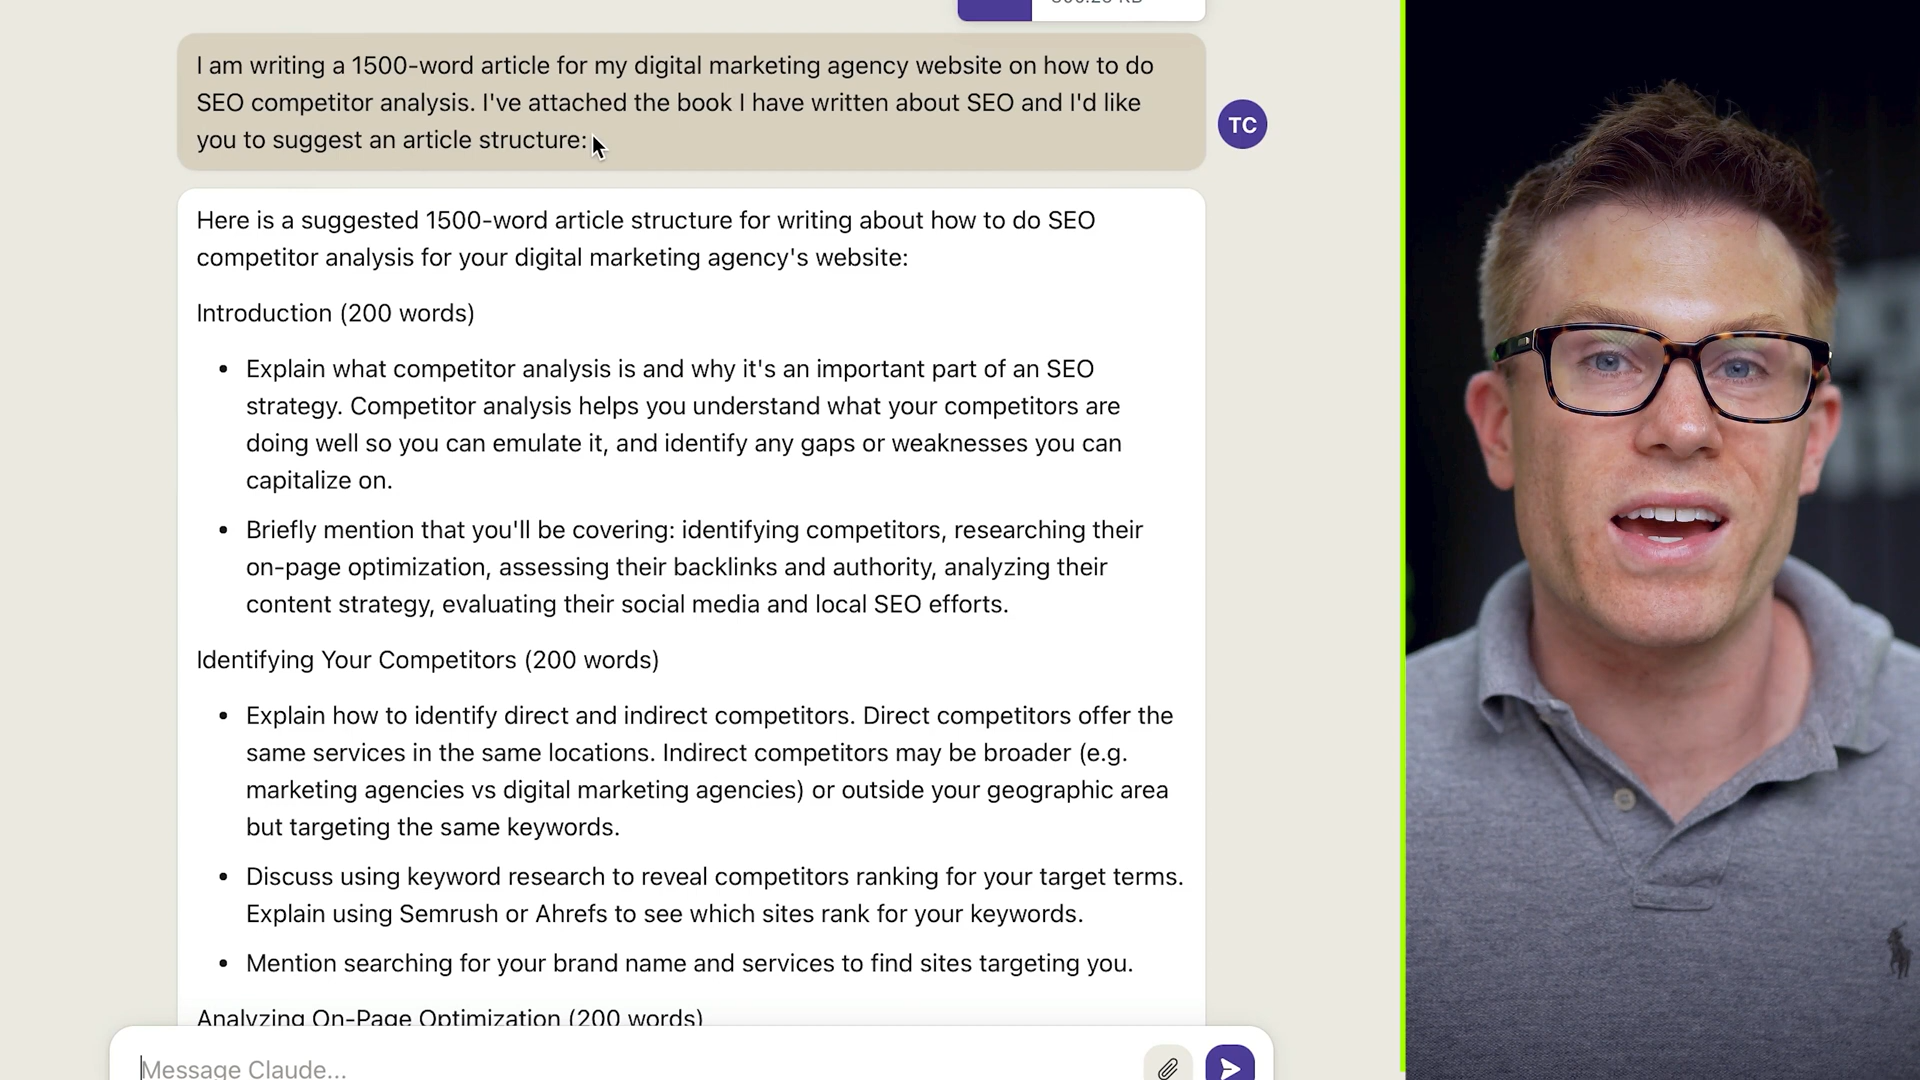 I am writing a 1500-word article for my digital marketing agency website on how to do
SEO competitor analysis. I've attached the book I have written about SEO and I'd like
you to suggest an article structure:
TC
Here is a suggested 1500-word article structure for writing about how to do SEO
competitor analysis for your digital marketing agency's website:
Introduction (200 words)
• Explain what competitor analysis is and why it's an important part of an SEO
strategy. Competitor analysis helps you understand what your competitors are
doing well so you can emulate it, and identify any gaps or weaknesses you can
capitalize on.
• Briefly mention that you'll be covering: identifying competitors, researching their
on-page optimization, assessing their backlinks and authority, analyzing their
content strategy, evaluating their social media and local SEO efforts.
Identifying Your Competitors (200 words)
• Explain how to identify direct and indirect competitors. Direct competitors offer the
same services in the same locations. Indirect competitors may be broader (e.g.
marketing agencies vs digital marketing agencies) or outside your geographic area
but targeting the same keywords.
• Discuss using keyword research to reveal competitors ranking for your target terms.
Explain using Semrush or Ahrefs to see which sites rank for your keywords.
• Mention searching for your brand name and services to find sites targeting you.
Analyzing On-Page Optimization (200 words)
Message Claude...